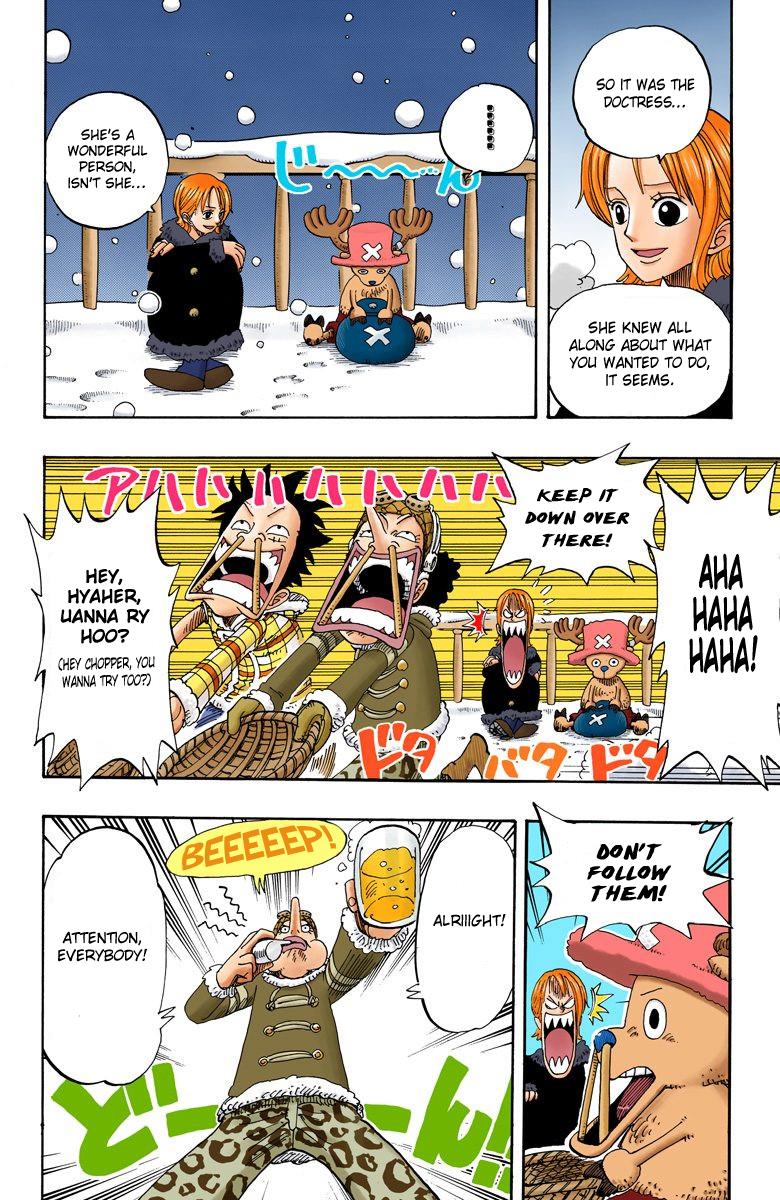 SO IT WAS THE
DOCTRESS...
SHE KNEW ALL
ALONG ABOUT WHAT
YOU WANTED TO DO,
IT SEEMS.
!!!!!!
SHE'S A
WONDERFUL
PERSON,
ISN'T SHE...
じ〜〜…ん
AHA
HAHA
HAHA!
KEEP IT
DOWN OVER
THERE!
アハハハハハハハ
HEY,
HYAHER,
UANNA RY
HOO?
(HEY CHOPPER, YOU
WANNA TRY TOO?)
ドタ
バタ
ドタ
DON'T
FOLLOW
THEM!
BEEEEEP!
ALRIIIGHT!
ATTENTION,
EVERYBODY!
どーーん!!